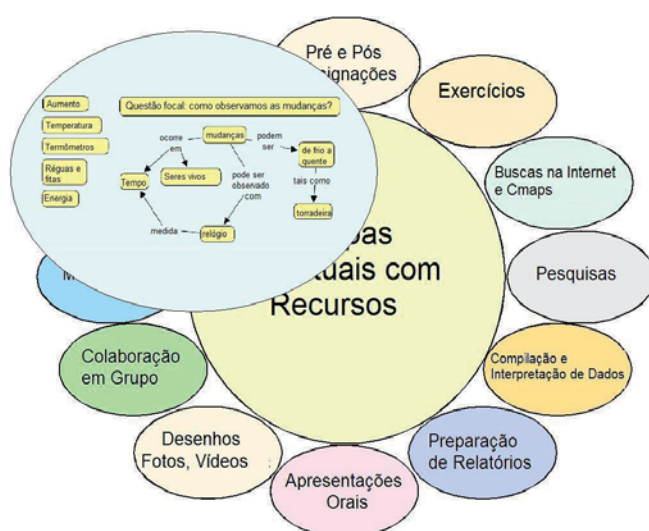 Pré e Pós
ignações
Exercícios
Buscas na Internet
e Cmaps
Pesquisas
Compilação e
Interpretação de Dados
Preparação
de Relatórios
Apresentações
Orais
Desenhos
Fotos, Vídeos
Colaboração
em Grupo
M
pas
tuais com
Recursos
Questão focal: como observamos as mudanças?
Aumento
Temperatura
Termômetros
Réguas e
fitas
Energia
mudanças
ocorre
em
podem
ser
de frio a
quente
Tempo
Seres vivos
pode ser
observado
com
tais como
torradeira
medida
relógio